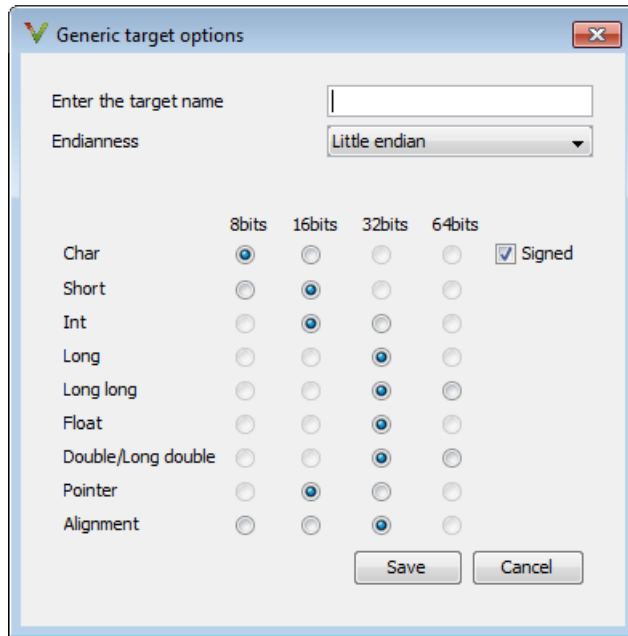 Generic target options
Enter the target name
Endianness Little endian
8bits 16bits 32bits 64bits
Char Signed
Short
Int
Long
Long long
Float
Double/Long double
Pointer
Alignment
Save Cancel